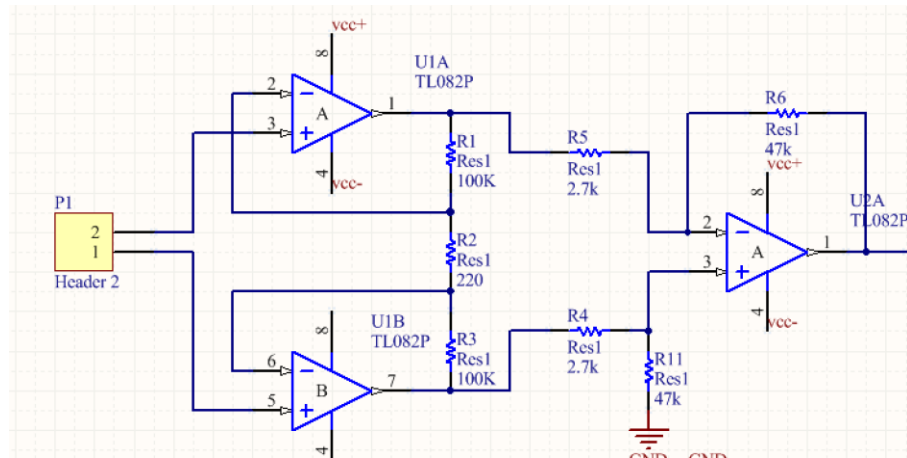 vcc+
8
U1A
TL082P
2
A
1
3
4
vcc-
R1
Res1
100K
R5
Res1
2.7k
R6
Res1
47k
vcc+
8
U2A
TL082P
2
A
1
3
4
vcc-
P1
2
1
Header 2
R2
Res1
220
8
U1B
TL082P
6
B
7
5
4
R3
Res1
100K
R4
Res1
2.7k
R11
Res1
47k
GND GND